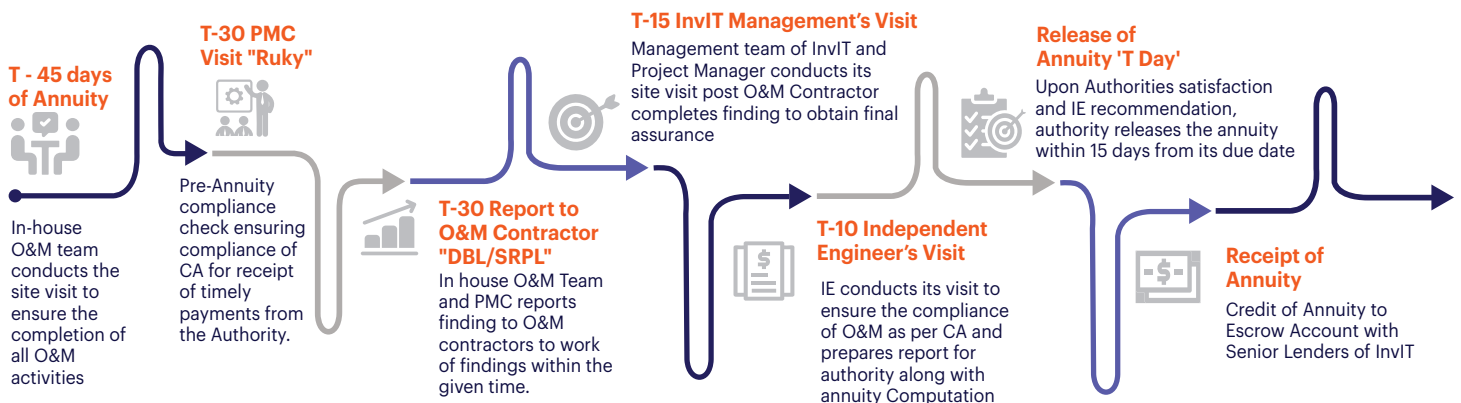 T - 45 days
of Annuity
In-house
O&M team
conducts the
site visit to
ensure the
completion of
all O&M
activities
T-30 PMC
Visit "Ruky"
Pre-Annuity
compliance
check ensuring
compliance of
CA for receipt
of timely
payments from
the Authority.
T-30 Report to
O&M Contractor
"DBL/SRPL"
In house O&M Team
and PMC reports
finding to O&M
contractors to work
of findings within the
given time.
T-15 InvIT Management’s Visit
Management team of InvIT and
Project Manager conducts its
site visit post O&M Contractor
completes finding to obtain final
assurance
$
T-10 Independent
Engineer’s Visit
IE conducts its visit to
ensure the compliance
of O&M as per CA and
prepares report for
authority along with
annuity Computation
Release of
Annuity 'T Day'
Upon Authorities satisfaction
and IE recommendation,
authority releases the annuity
within 15 days from its due date
$
Receipt of
Annuity
Credit of Annuity to
Escrow Account with
Senior Lenders of InvIT